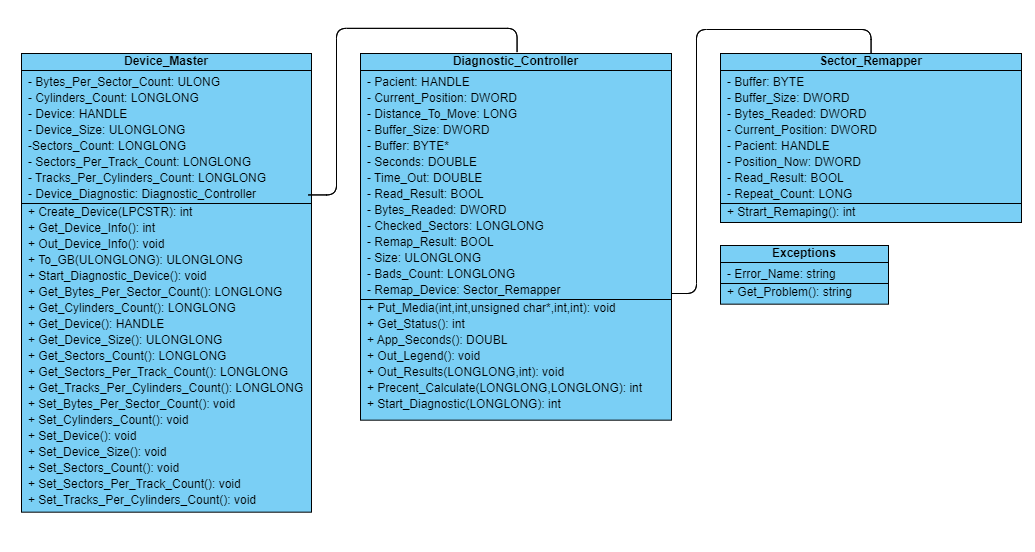 Device_Master
- Bytes_Per_Sector_Count: ULONG
- Cylinders_Count: LONGLONG
- Device: HANDLE
- Device_Size: ULONGLONG
-Sectors_Count: LONGLONG
- Sectors_Per_Track_Count: LONGLONG
- Tracks_Per_Cylinders_Count: LONGLONG
- Device_Diagnostic: Diagnostic_Controller
+ Create_Device(LPCSTR): int
+ Get_Device_Info(): int
+ Out_Device_Info(): void
+ To_GB(ULONGLONG): ULONGLONG
+ Start_Diagnostic_Device(): void
+ Get_Bytes_Per_Sector_Count(): LONGLONG
+ Get_Cylinders_Count(): LONGLONG
+ Get_Device(): HANDLE
+ Get_Device_Size(): ULONGLONG
+ Get_Sectors_Count(): LONGLONG
+ Get_Sectors_Per_Track_Count(): LONGLONG
+ Get_Tracks_Per_Cylinders_Count(): LONGLONG
+ Set_Bytes_Per_Sector_Count(): void
+ Set_Cylinders_Count(): void
+ Set_Device(): void
+ Set_Device_Size(): void
+ Set_Sectors_Count(): void
+ Set_Sectors_Per_Track_Count(): void
+ Set_Tracks_Per_Cylinders_Count(): void
Diagnostic_Controller
- Pacient: HANDLE
- Current_Position: DWORD
- Distance_To_Move: LONG
- Buffer_Size: DWORD
- Buffer: BYTE*
- Seconds: DOUBLE
- Time_Out: DOUBLE
- Read_Result: BOOL
- Bytes_Readed: DWORD
- Checked_Sectors: LONGLONG
- Remap_Result: BOOL
- Size: ULONGLONG
- Bads_Count: LONGLONG
- Remap_Device: Sector_Remapper
+ Put_Media(int,int,unsigned char*,int,int): void
+ Get_Status(): int
+ App_Seconds(): DOUBL
+ Out_Legend(): void
+ Out_Results(LONGLONG,int): void
+ Precent_Calculate(LONGLONG,LONGLONG): int
+ Start_Diagnostic(LONGLONG): int
Sector_Remapper
- Buffer: BYTE
- Buffer_Size: DWORD
- Bytes_Readed: DWORD
- Current_Position: DWORD
- Pacient: HANDLE
- Position_Now: DWORD
- Read_Result: BOOL
- Repeat_Count: LONG
+ Strart_Remaping(): int
Exceptions
- Error_Name: string
+ Get_Problem(): string